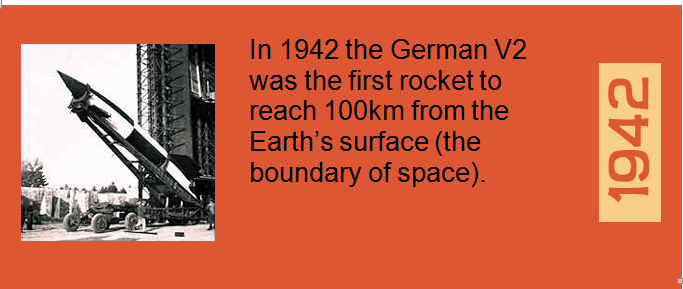 In 1942 the German V2
was the first rocket to
reach 100km from the
Earth's surface (the
boundary of space).
1942